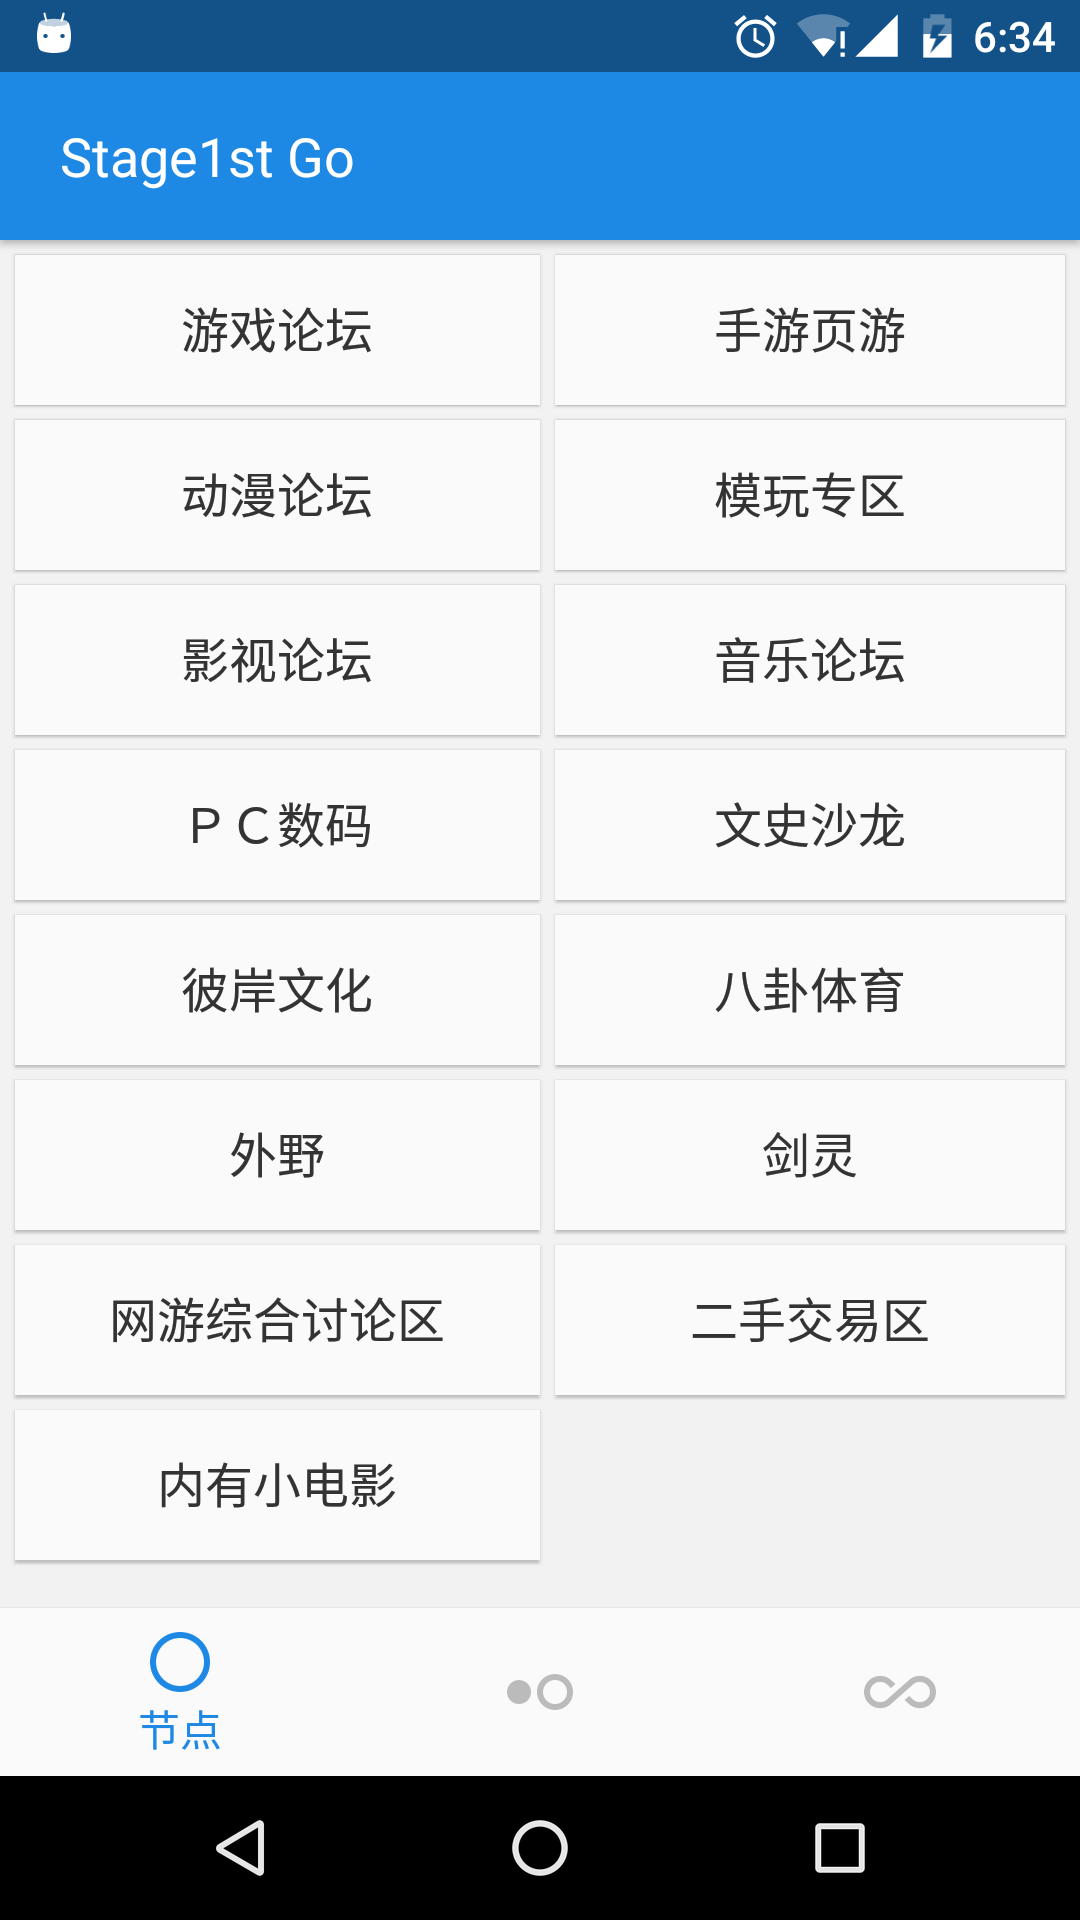 6:34
Stage1st Go
游戏论坛
手游页游
动漫论坛
模玩专区
影视论坛
音乐论坛
ＰＣ数码
文史沙龙
彼岸文化
八卦体育
外野
剑灵
网游综合讨论区
二手交易区
内有小电影
节点